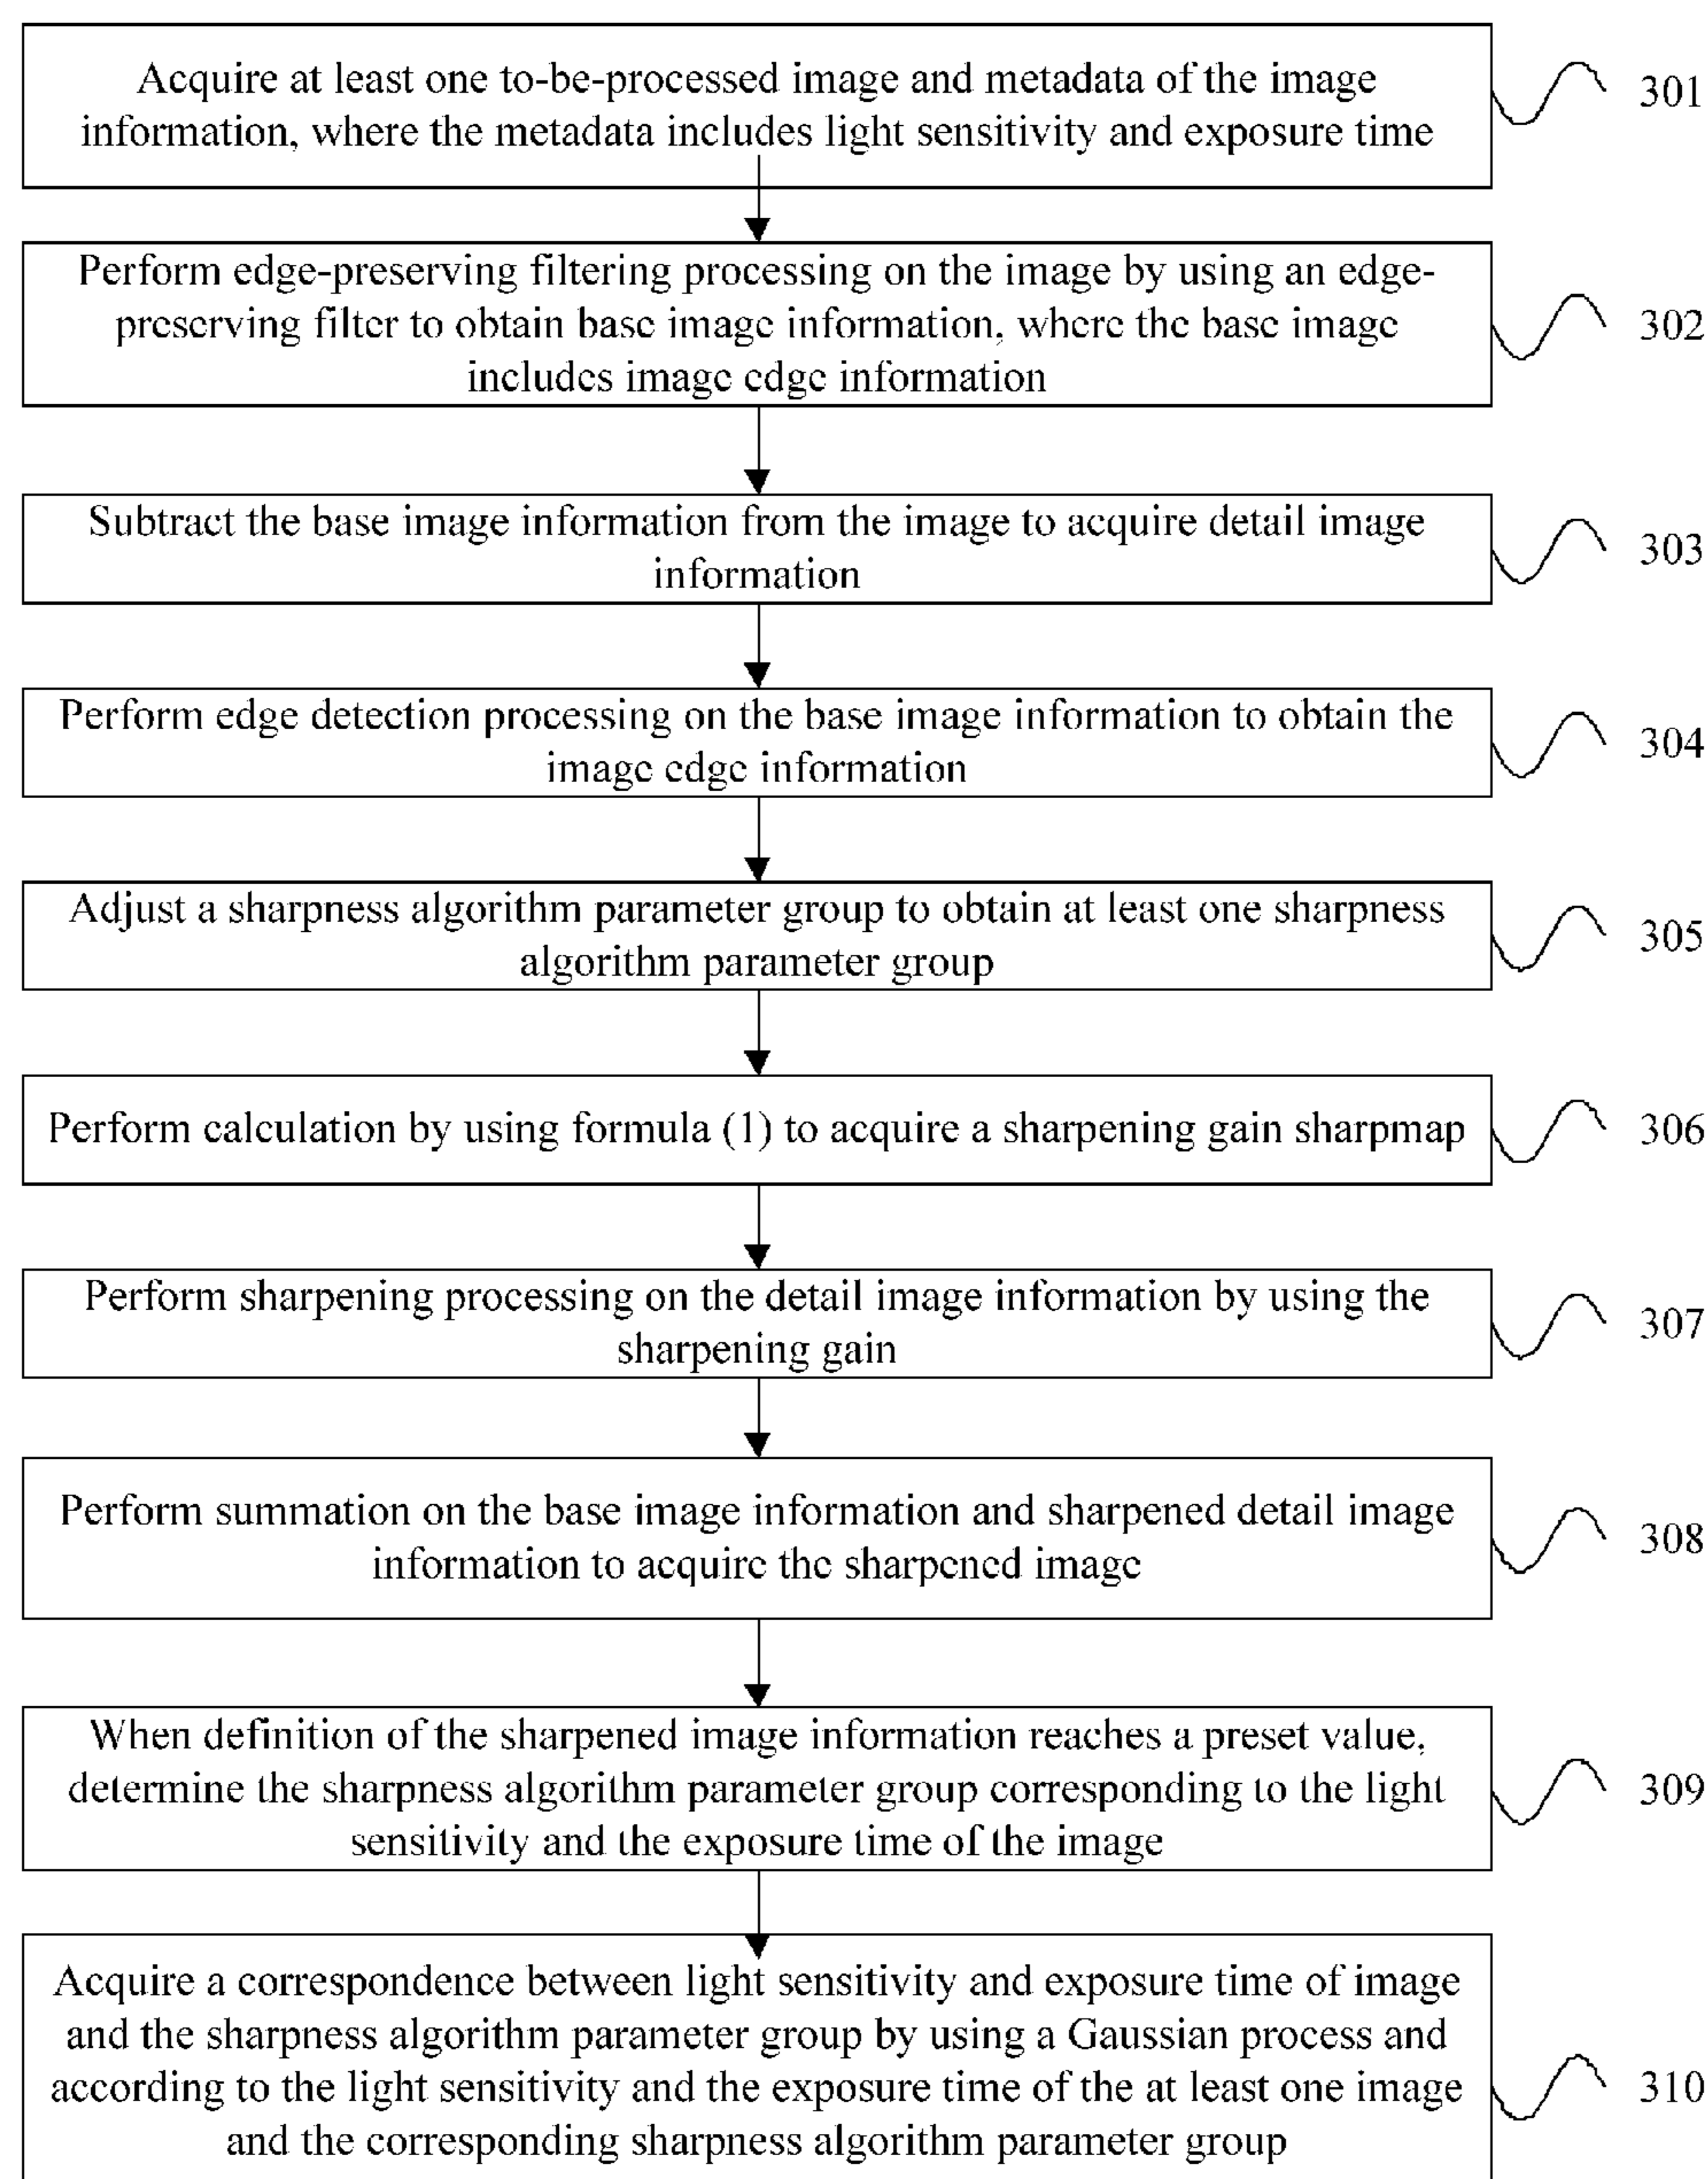 Acquire at least one to-be-processed image and metadata of the image
information, where the metadata includes light sensitivity and exposure time
301
Perform edge-preserving filtering processing on the image by using an edge-
preserving filter to obtain base image information, where the base image
includes image edge information
302
Subtract the base image information from the image to acquire detail image
information
303
Perform edge detection processing on the base image information to obtain the
image edge information
304
Adjust a sharpness algorithm parameter group to obtain at least one sharpness
algorithm parameter group
305
Perform calculation by using formula (1) to acquire a sharpening gain sharpmap
306
Perform sharpening processing on the detail image information by using the
sharpening gain
307
Perform summation on the base image information and sharpened detail image
information to acquire the sharpened image
308
When definition of the sharpened image information reaches a preset value,
determine the sharpness algorithm parameter group corresponding to the light
sensitivity and the exposure time of the image
309
Acquire a correspondence between light sensitivity and exposure time of image
and the sharpness algorithm parameter group by using a Gaussian process and
according to the light sensitivity and the exposure time of the at least one image
and the corresponding sharpness algorithm parameter group
310